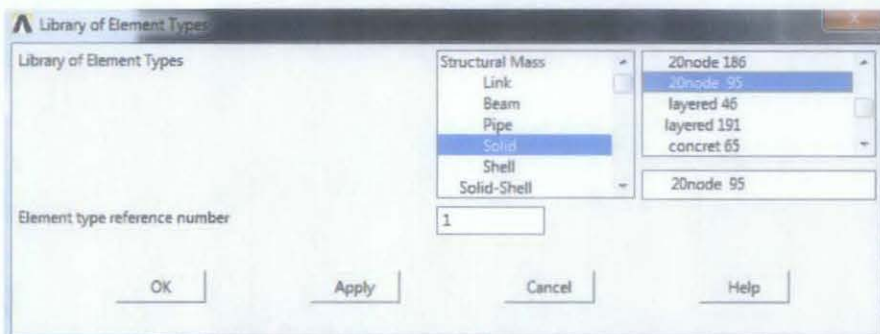 Library of Element Types
Library of Element Types
Structural Mass
Link
Beam
Pipe
Solid
Shell
Solid-Shell
20node 186
20node 95
layered 46
layered 191
concret 65
20node 95
Element type reference number
1
OK
Apply
Cancel
Help